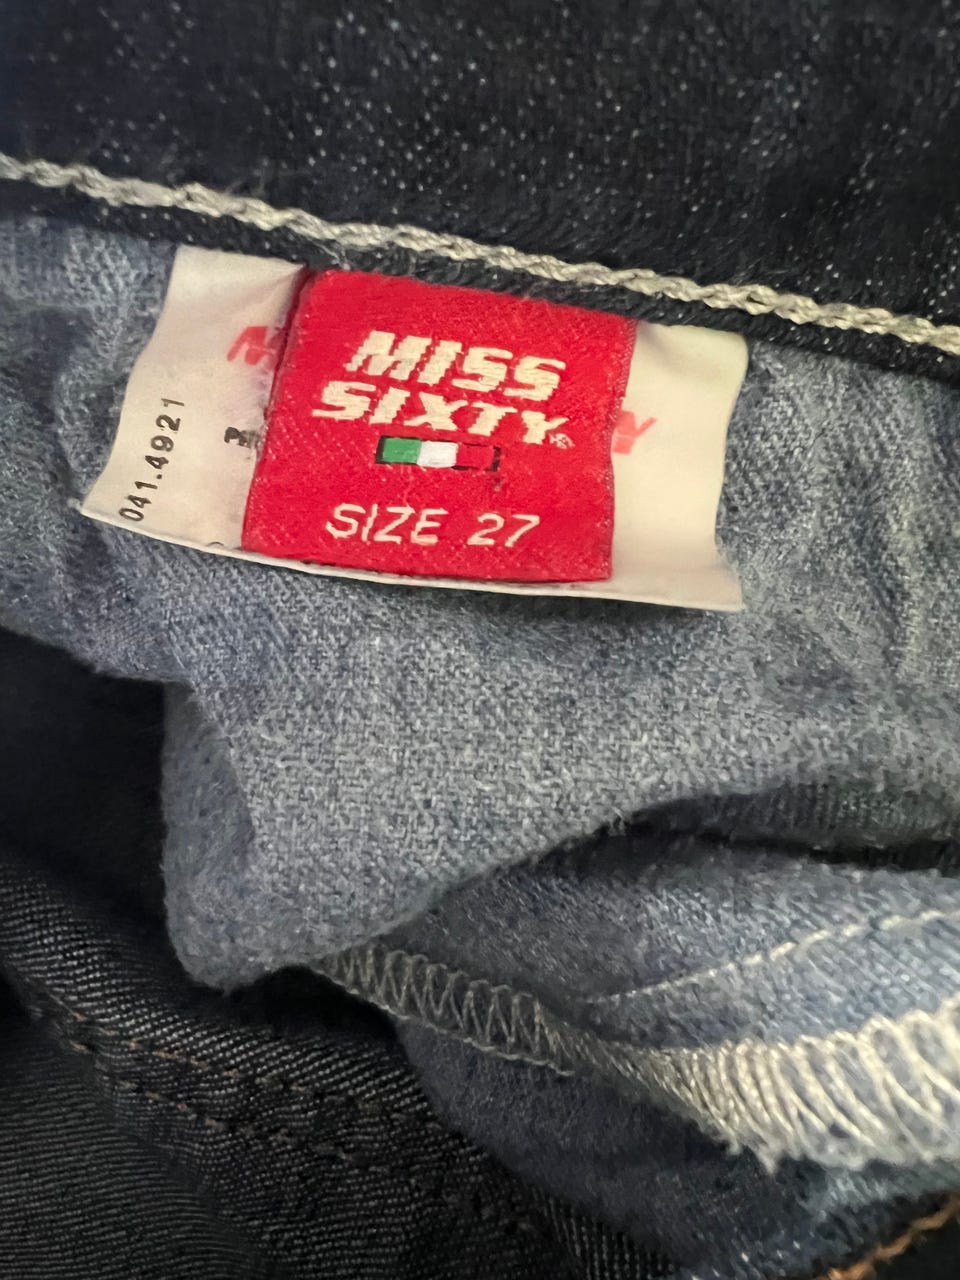 MISS
SIXTY®
SIZE 27
041.4921
M
Y